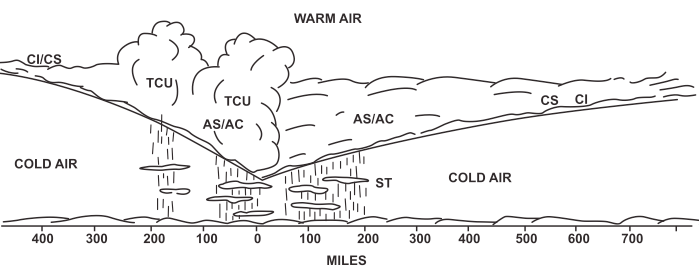 WARM AIR
CI/CS
TCU
TCU
CS CI
AS/AC
AS/AC
COLD AIR
ST
COLD AIR
400 300 200 100 0 100 200 300 400 500 600 700
MILES